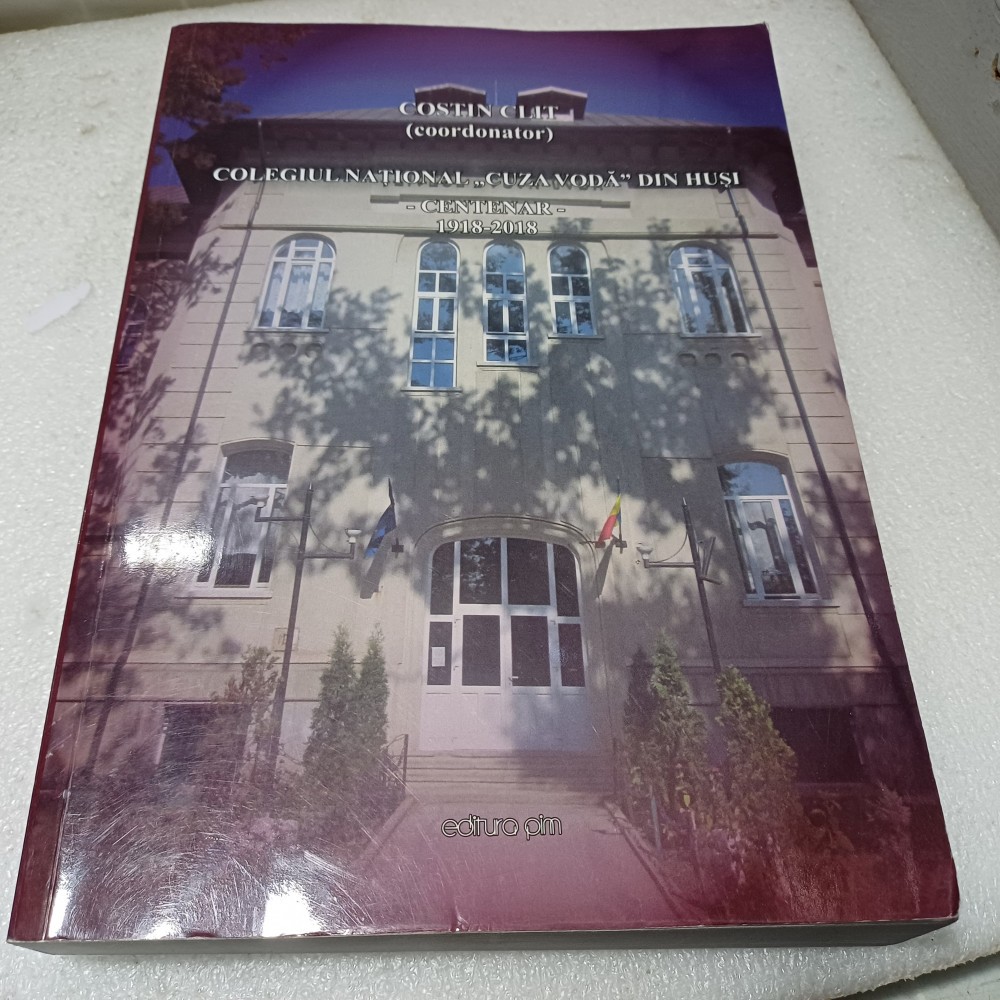 COSTIN CLIT
(coordonator)
COLEGIUL NAȚIONAL „CUZA VODĂ” DIN HUȘI
- CENTENAR -
1918-2018
editura pim